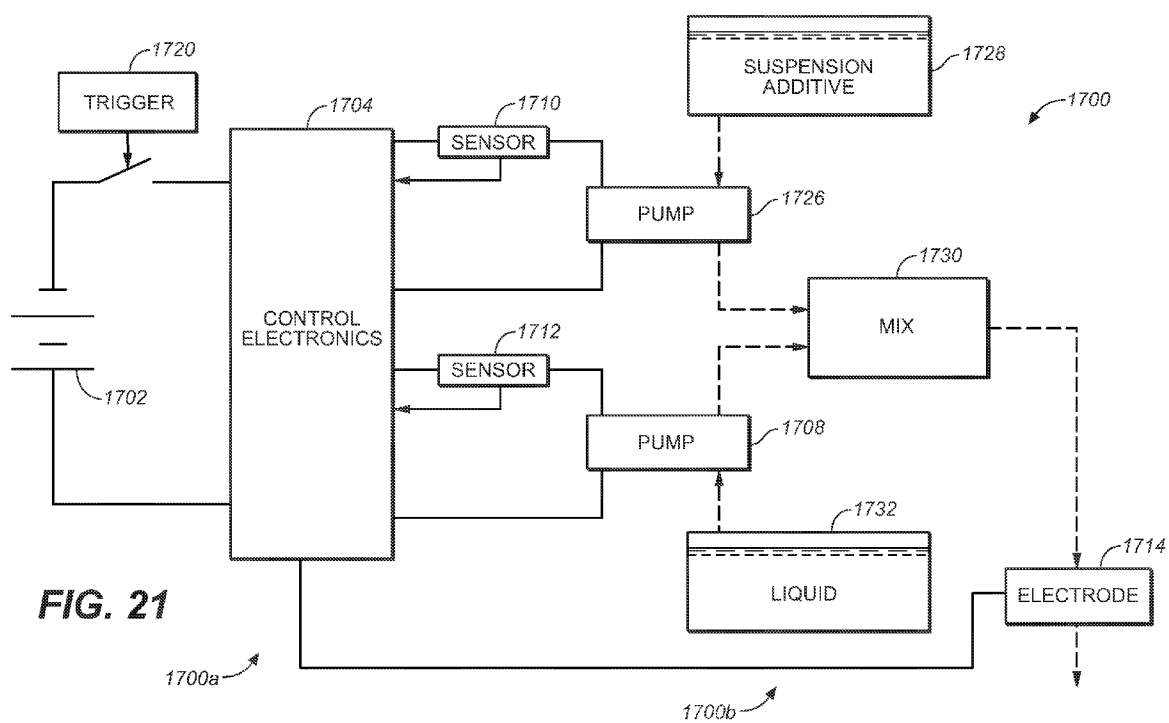 1720
TRIGGER
1704
1710
SENSOR
SUSPENSION
ADDITIVE
1728
1700
PUMP
1726
1730
MIX
CONTROL
ELECTRONICS
1712
SENSOR
1702
PUMP
1708
1732
LIQUID
1714
ELECTRODE
FIG. 21
1700a
1700b